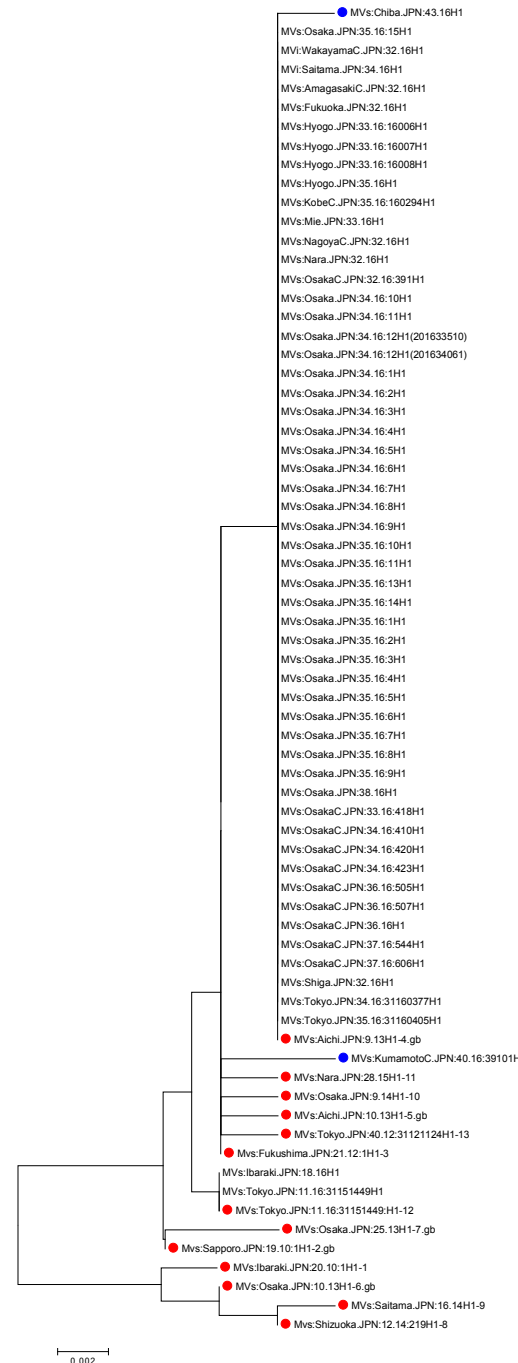 MVs:Chiba.JPN:43.16H1
MVs:Osaka.JPN:35.16:15H1
MVi:WakayamaC.JPN:32.16H1
MVi:Saitama.JPN:34.16H1
MVs:AmagasakiC.JPN:32.16H1
MVs:Fukuoka.JPN:32.16H1
MVs:Hyogo.JPN:33.16:16006H1
MVs:Hyogo.JPN:33.16:16007H1
MVs:Hyogo.JPN:33.16:16008H1
MVs:Hyogo.JPN:35.16H1
MVs:KobeC.JPN:35.16:160294H1
MVs:Mie.JPN:33.16H1
MVs:NagoyaC.JPN:32.16H1
MVs:Nara.JPN:32.16H1
MVs:OsakaC.JPN:32.16:391H1
MVs:Osaka.JPN:34.16:10H1
MVs:Osaka.JPN:34.16:11H1
MVs:Osaka.JPN:34.16:12H1(201633510)
MVs:Osaka.JPN:34.16:12H1(201634061)
MVs:Osaka.JPN:34.16:1H1
MVs:Osaka.JPN:34.16:2H1
MVs:Osaka.JPN:34.16:3H1
MVs:Osaka.JPN:34.16:4H1
MVs:Osaka.JPN:34.16:5H1
MVs:Osaka.JPN:34.16:6H1
MVs:Osaka.JPN:34.16:7H1
MVs:Osaka.JPN:34.16:8H1
MVs:Osaka.JPN:34.16:9H1
MVs:Osaka.JPN:35.16:10H1
MVs:Osaka.JPN:35.16:11H1
MVs:Osaka.JPN:35.16:13H1
MVs:Osaka.JPN:35.16:14H1
MVs:Osaka.JPN:35.16:1H1
MVs:Osaka.JPN:35.16:2H1
MVs:Osaka.JPN:35.16:3H1
MVs:Osaka.JPN:35.16:4H1
MVs:Osaka.JPN:35.16:5H1
MVs:Osaka.JPN:35.16:6H1
MVs:Osaka.JPN:35.16:7H1
MVs:Osaka.JPN:35.16:8H1
MVs:Osaka.JPN:35.16:9H1
MVs:Osaka.JPN:38.16H1
MVs:OsakaC.JPN:33.16:418H1
MVs:OsakaC.JPN:34.16:410H1
MVs:OsakaC.JPN:34.16:420H1
MVs:OsakaC.JPN:34.16:423H1
MVs:OsakaC.JPN:36.16:505H1
MVs:OsakaC.JPN:36.16:507H1
MVs:OsakaC.JPN:36.16H1
MVs:OsakaC.JPN:37.16:544H1
MVs:OsakaC.JPN:37.16:606H1
MVs:Shiga.JPN:32.16H1
MVs:Tokyo.JPN:34.16:31160377H1
MVs:Tokyo.JPN:35.16:31160405H1
MVs:Aichi.JPN:9.13H1-4.gb
MVs:KumamotoC.JPN:40.16:39101H
MVs:Nara.JPN:28.15H1-11
MVs:Osaka.JPN:9.14H1-10
MVs:Aichi.JPN:10.13H1-5.gb
MVs:Tokyo.JPN:40.12:31121124H1-13
Mvs:Fukushima.JPN:21.12:1H1-3
MVs:Ibaraki.JPN:18.16H1
MVs:Tokyo.JPN:11.16:31151449H1
MVs:Tokyo.JPN:11.16:31151449:H1-12
MVs:Osaka.JPN:25.13H1-7.gb
Mvs:Sapporo.JPN:19.10:1H1-2.gb
Mvs:Ibaraki.JPN:20.10:1H1-1
MVs:Osaka.JPN:10.13H1-6.gb
MVs:Saitama.JPN:16.14H1-9
MVs:Shizuoka.JPN:12.14:219H1-8
0.002